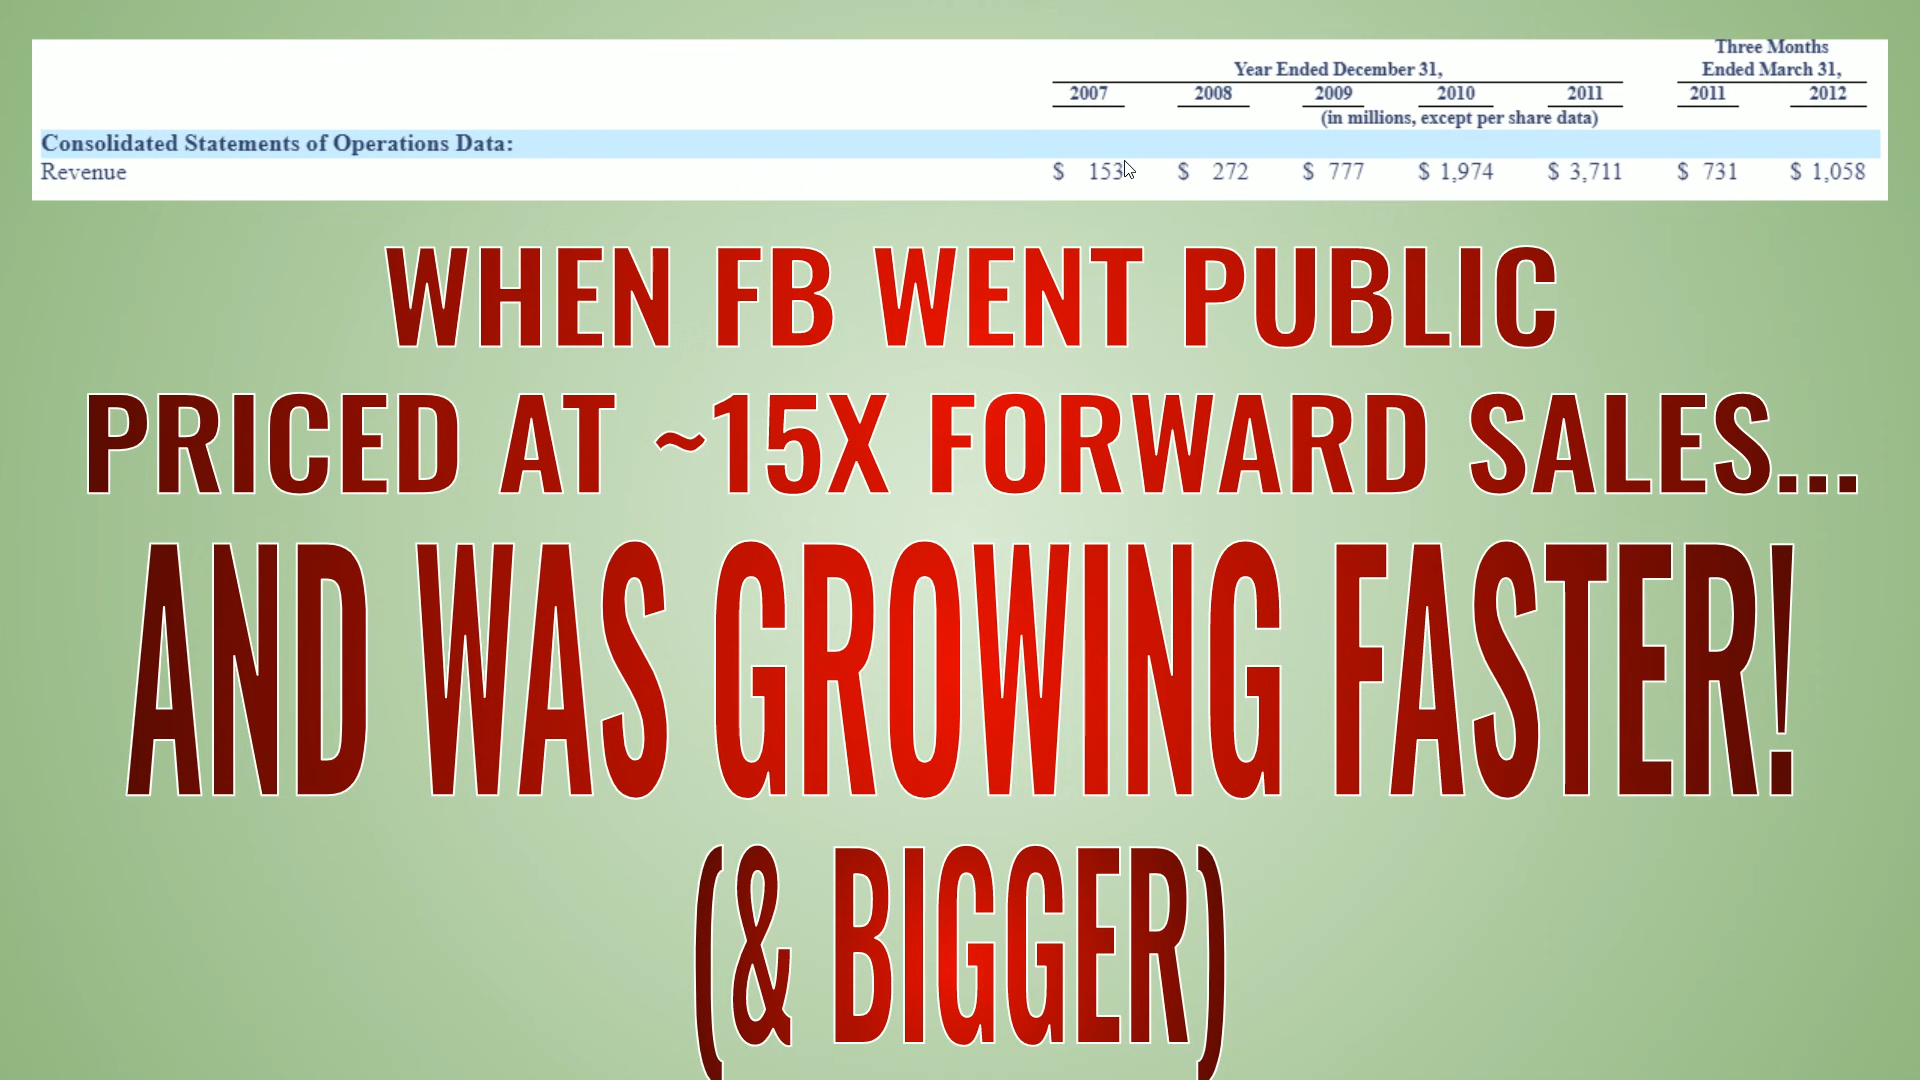 Three Months
Year Ended December 31, Ended March 31,
2007 2008 2009 2010 2011 2011 2012
(in millions, except per share data)
Consolidated Statements of Operations Data:
Revenue $ 153 $ 272 $ 777 $ 1,974 $ 3,711 $ 731 $ 1,058
WHEN FB WENT PUBLIC
PRICED AT ~15X FORWARD SALES...
AND WAS GROWING FASTER!
(& BIGGER)